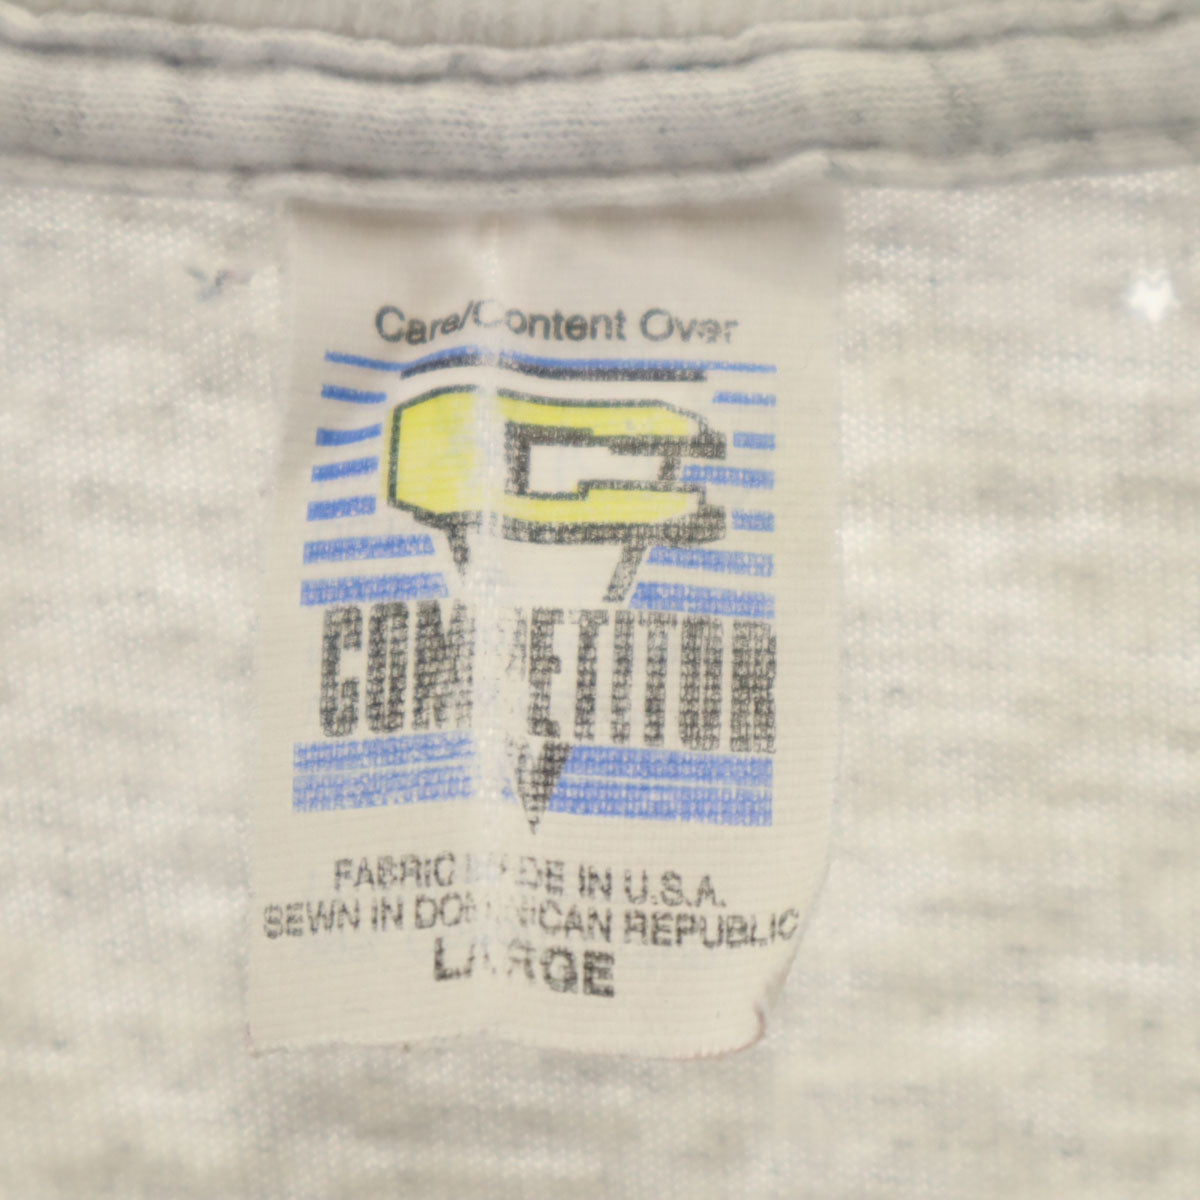 Care/Content Over
C
COMPETITOR
FABRIC MADE IN U.S.A.
SEWN IN DOMINICAN REPUBLIC
LARGE